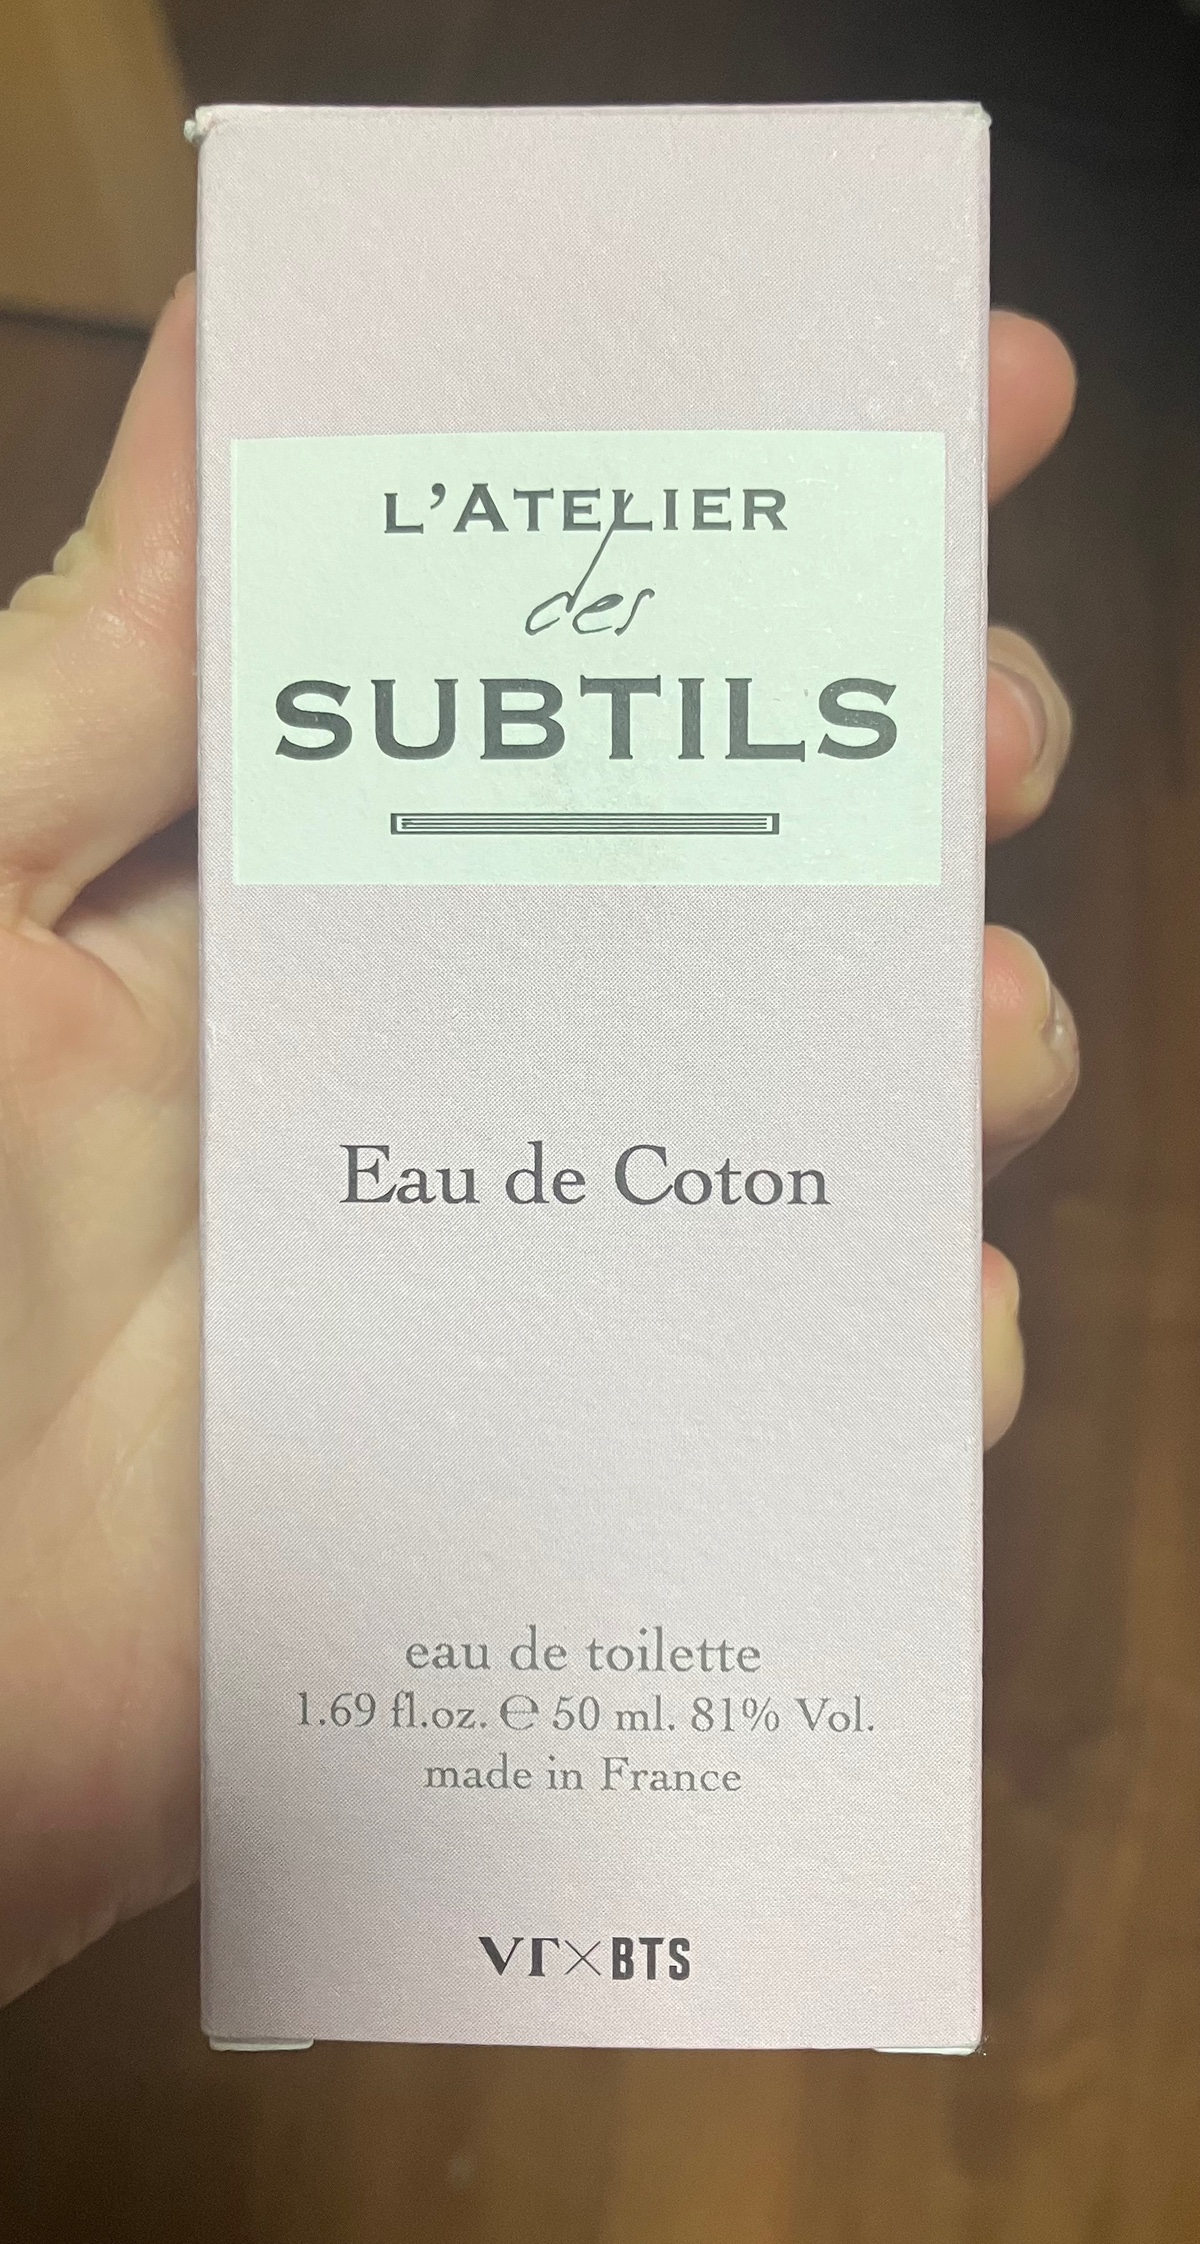 L'ATELIER
des
SUBTILS
Eau de Coton
eau de toilette
1.69 fl.oz. ℮ 50 ml. 81% Vol.
made in France
VT×BTS